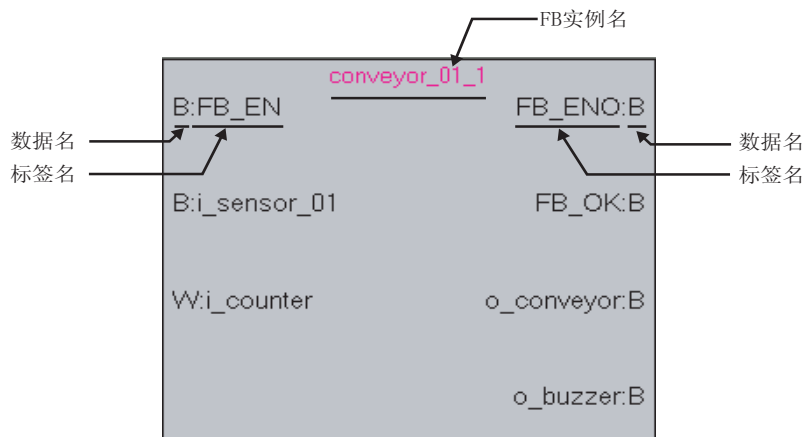 FB实例名
conveyor_01_1
B:FB_EN
FB_ENO:B
数据名
数据名
标签名
标签名
B:i_sensor_01
FB_OK:B
W:i_counter
o_conveyor:B
o_buzzer:B